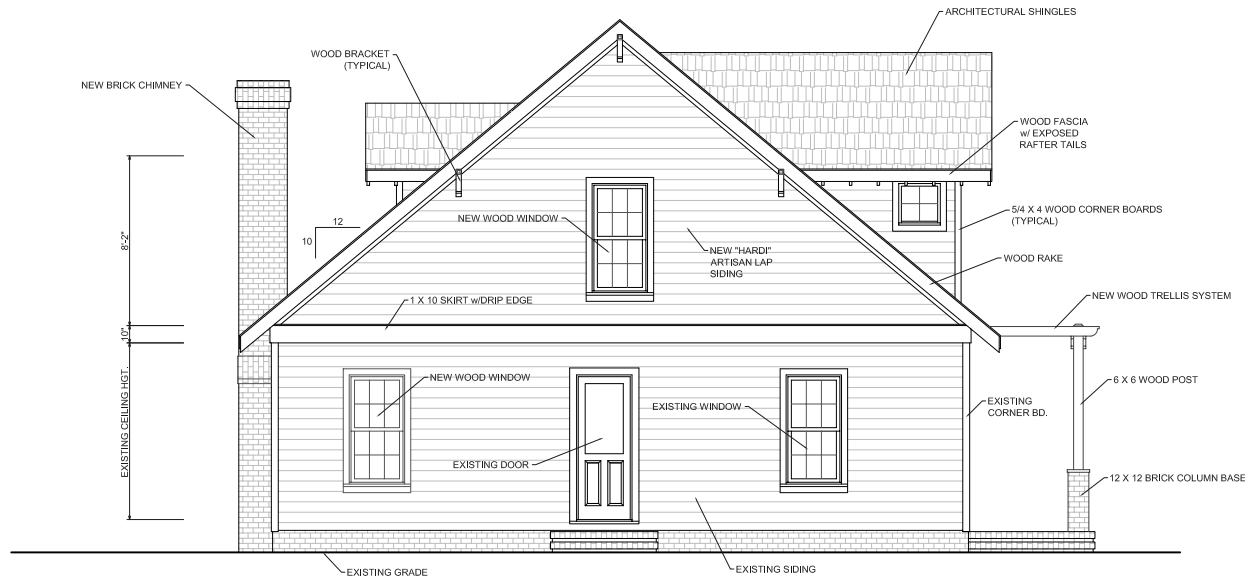 ARCHITECTURAL SHINGLES
WOOD BRACKET
(TYPICAL)
NEW BRICK CHIMNEY
WOOD FASCIA
w/ EXPOSED
RAFTER TAILS
5/4 X 4 WOOD CORNER BOARDS
(TYPICAL)
12
10
NEW WOOD WINDOW
NEW "HARDI"
ARTISAN LAP
SIDING
8'-2"
WOOD RAKE
NEW WOOD TRELLIS SYSTEM
1 X 10 SKIRT w/DRIP EDGE
10"
NEW WOOD WINDOW
6 X 6 WOOD POST
EXISTING CEILING HGT.
EXISTING WINDOW
EXISTING
CORNER BD.
EXISTING DOOR
12 X 12 BRICK COLUMN BASE
EXISTING GRADE
EXISTING SIDING